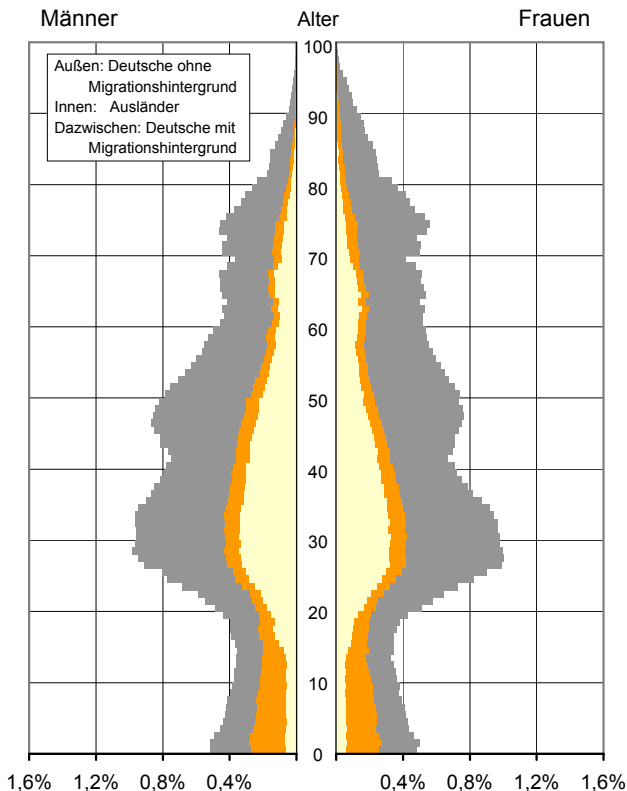 Männer Alter Frauen
100
Außen: Deutsche ohne
Migrationshintergrund
Innen: Ausländer
Dazwischen: Deutsche mit
Migrationshintergrund
90
80
70
60
50
40
30
20
10
0
1,6% 1,2% 0,8% 0,4% 0,4% 0,8% 1,2% 1,6%